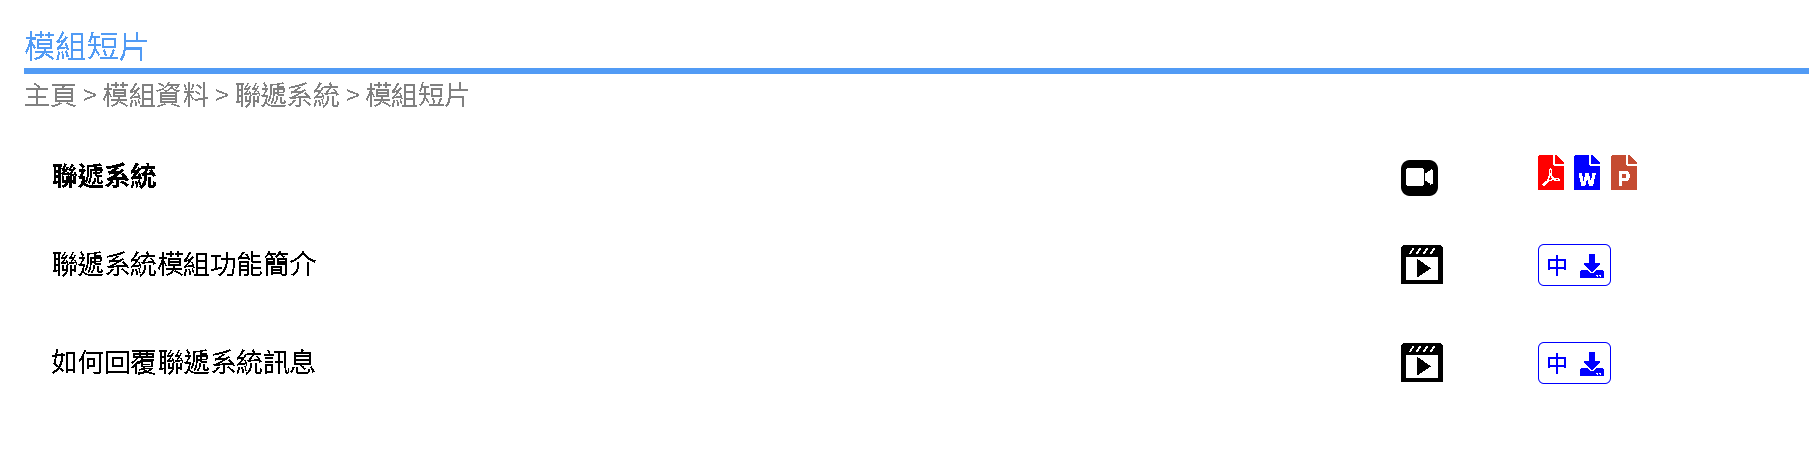 模組短片
主頁 > 模組資料 > 聯遞系統 > 模組短片
聯遞系統
W P
聯遞系統模組功能簡介
中
如何回覆聯遞系統訊息
中